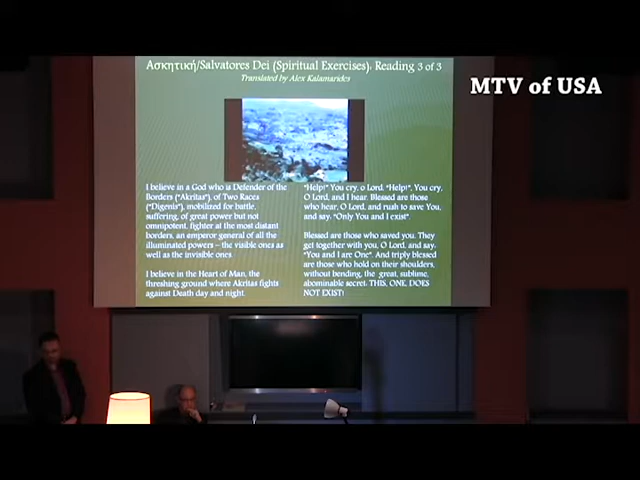 Ασκητική/Salvatores Dei (Spiritual Exercises). Reading 3 of 3
Translated by Alex Kalamarides
MTV of USA
I believe in a God who is Defender of the
Borders ("Akritas"), of Two Races
("Digenis"), mobilized for battle,
suffering, of great power but not
omnipotent, fighter at the most distant
borders, an emperor general of all the
illuminated powers – the visible ones as
well as the invisible ones
I believe in the Heart of Man, the
threshing ground where Akritas fights
against Death day and night.
"Help!" You cry, o Lord. "Help!", You cry,
O Lord, and I hear. Blessed are those
who hear, O Lord, and rush to save You,
and say, "Only You and I exist".
Blessed are those who saved you. They
get together with you, O Lord, and say,
"You and I are One". And triply blessed
are those who hold on their shoulders,
without bending, the great, sublime,
abominable secret: THIS, ONE, DOES
NOT EXIST!